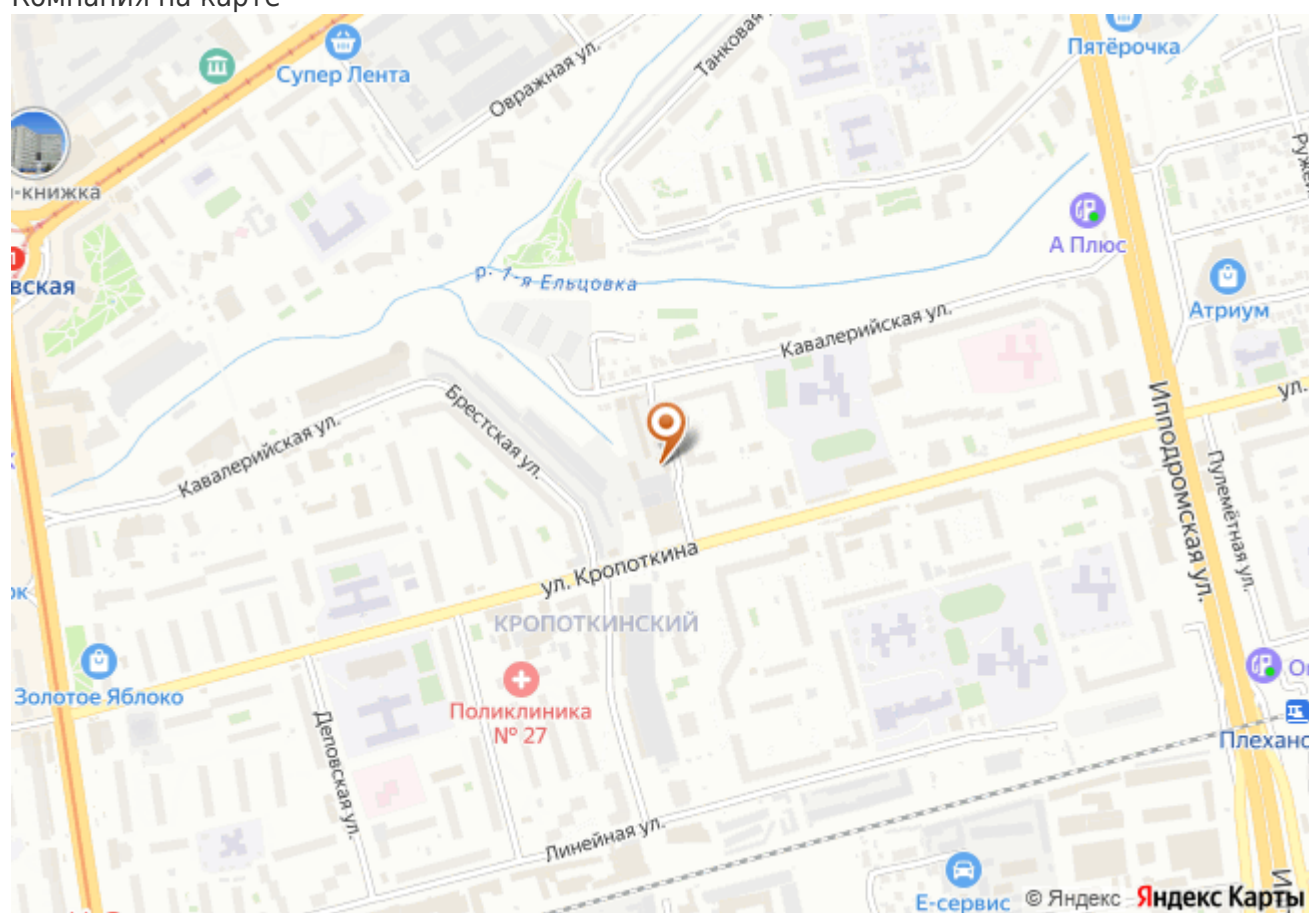 Компания на карте
Супер Лента
Овражная ул.
Танковая
Пятёрочка
-книжка
вская
А Плюс
р. 1-я Ельцовка
Атриум
Кавалерийская ул.
Брестская ул.
Кавалерийская ул.
Ипподромская ул.
ул.
Пулемётная ул.
ул. Кропоткина
КРОПОТКИНСКИЙ
Золотое Яблоко
Поликлиника
№ 27
Деповская ул.
Плехано
Линейная ул.
Е-сервис
© Яндекс
Яндекс Карты